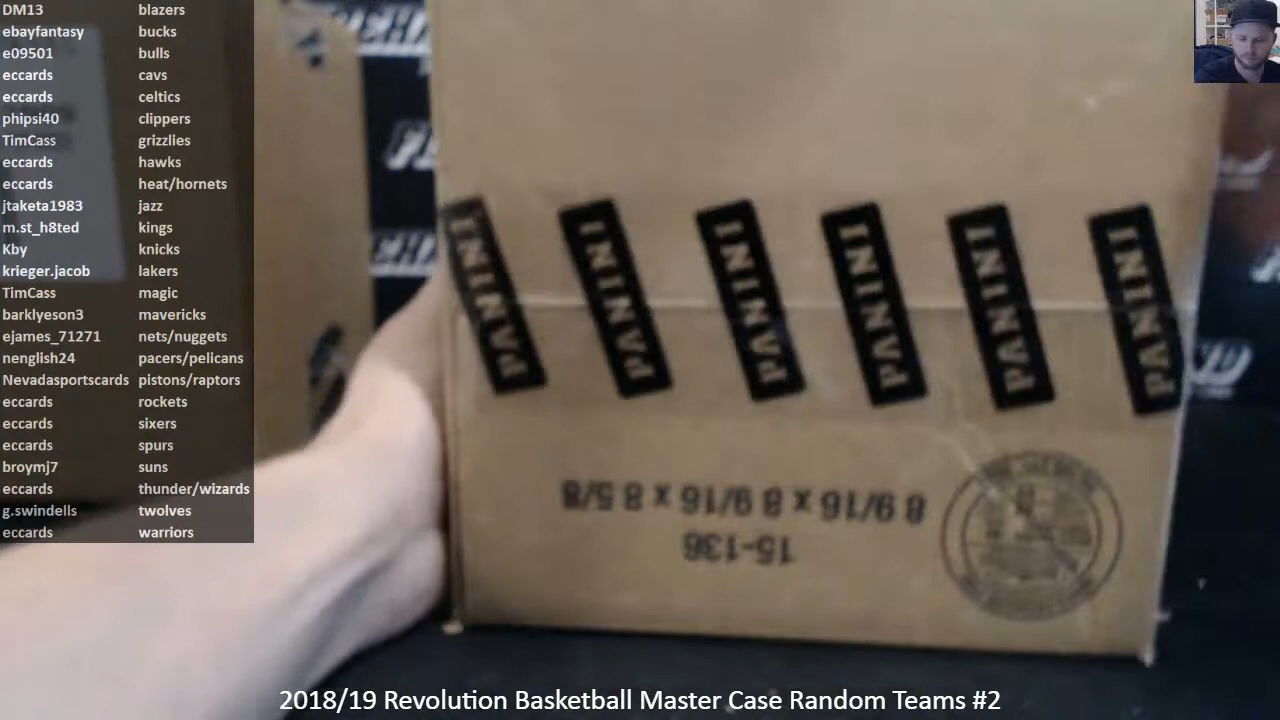 DM13 blazers
ebayfantasy bucks
e09501 bulls
eccards cavs
eccards celtics
phipsi40 clippers
TimCass grizzlies
eccards hawks
eccards heat/hornets
jtaketa1983 jazz
m.st_h8ted kings
Kby knicks
krieger.jacob lakers
TimCass magic
barklyeson3 mavericks
ejames_71271 nets/nuggets
nenglish24 pacers/pelicans
Nevadasportscards pistons/raptors
eccards rockets
eccards sixers
eccards spurs
broymj7 suns
eccards thunder/wizards
g.swindells twolves
eccards warriors
PANINI PANINI PANINI PANINI PANINI PANINI
8 9/16 x 8 9/16 x 8 5/8
15-136
2018/19 Revolution Basketball Master Case Random Teams #2